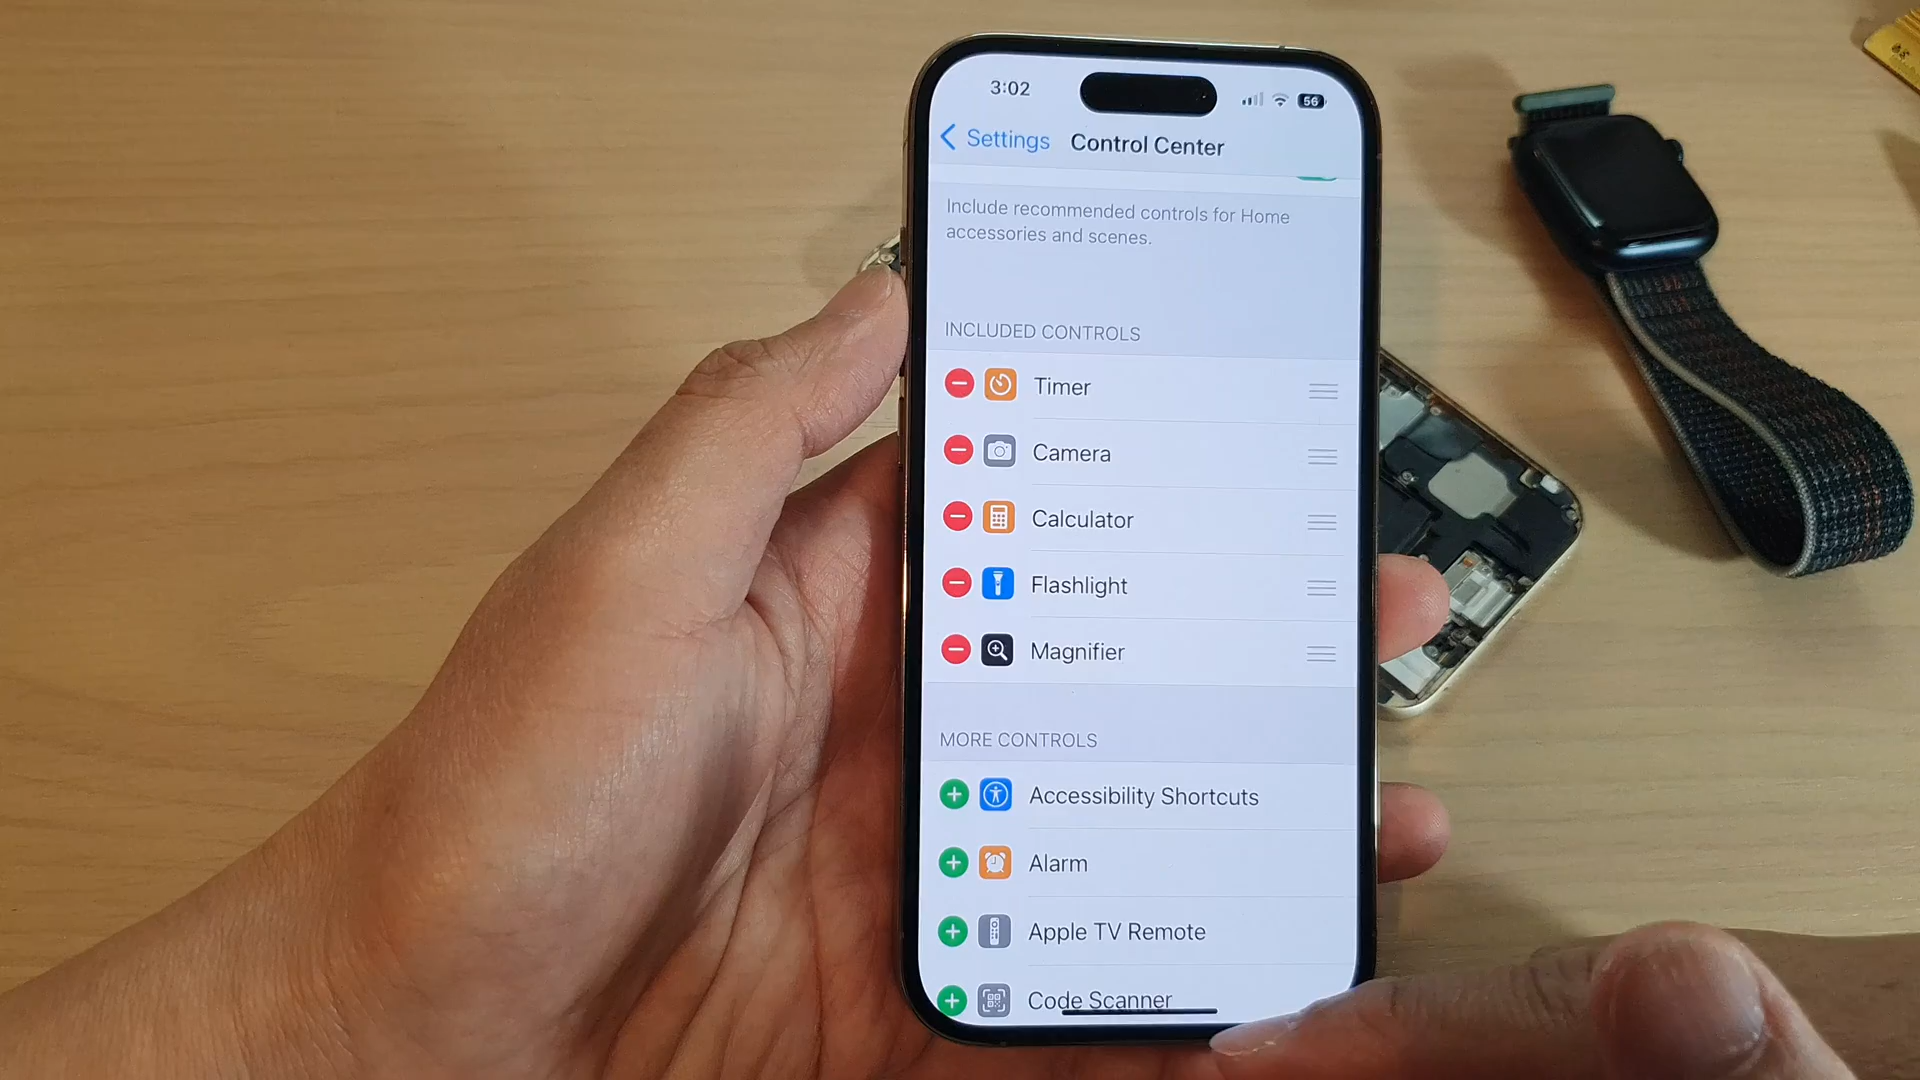 3:02
56
Settings
Control Center
Include recommended controls for Home
accessories and scenes.
INCLUDED CONTROLS
Timer
Camera
Calculator
Flashlight
Magnifier
MORE CONTROLS
Accessibility Shortcuts
Alarm
Apple TV Remote
Code Scanner